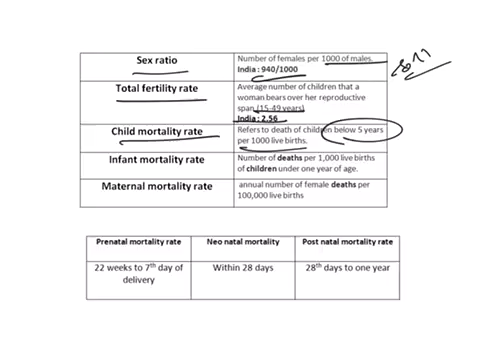 Sex ratio
Number of females per 1000 of males.
India : 940/1000
Total fertility rate
Average number of children that a
woman bears over her reproductive
span (15-49 years)
India : 2.56
Child mortality rate
Refers to death of children below 5 years
per 1000 live births.
Infant mortality rate
Number of deaths per 1,000 live births
of children under one year of age.
Maternal mortality rate
annual number of female deaths per
100,000 live births
Prenatal mortality rate
Neo natal mortality
Post natal mortality rate
22 weeks to 7th day of
delivery
Within 28 days
28th days to one year